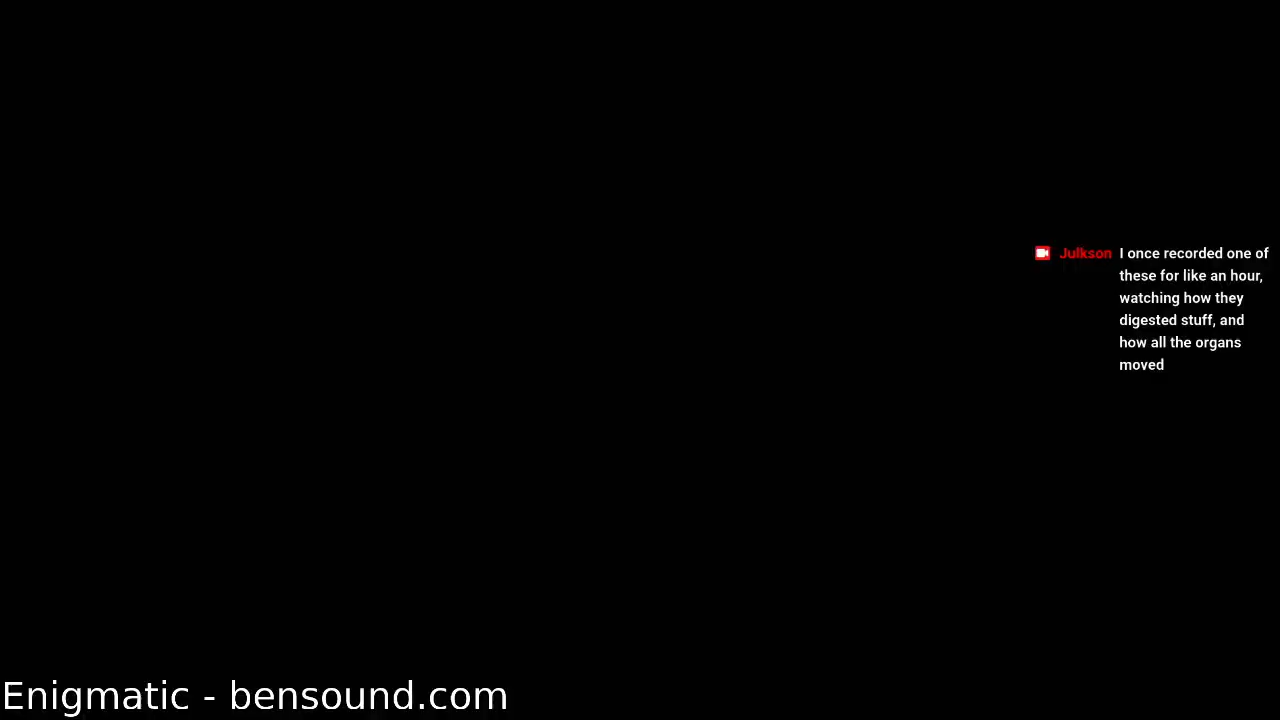 Julkson I once recorded one of
these for like an hour,
watching how they
digested stuff, and
how all the organs
moved
Enigmatic - bensound.com